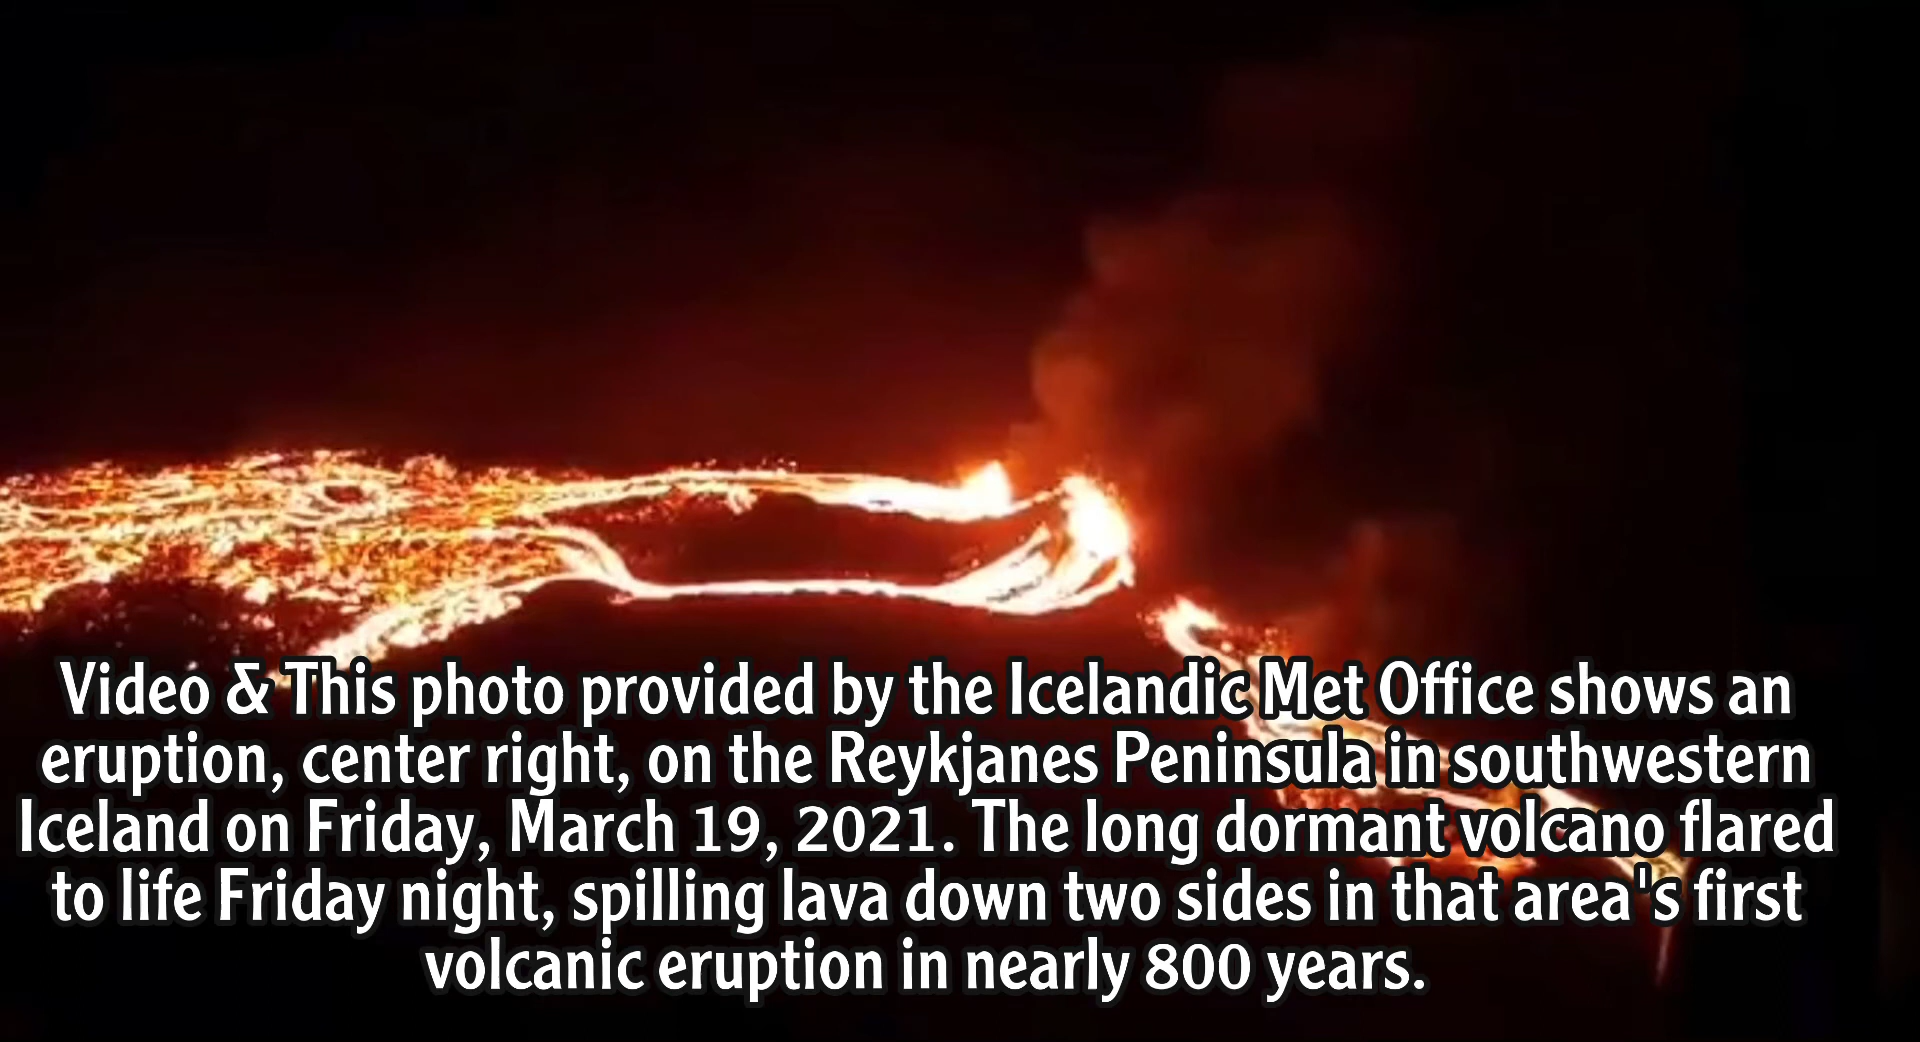 Video & This photo provided by the Icelandic Met Office shows an
eruption, center right, on the Reykjanes Peninsula in southwestern
Iceland on Friday, March 19, 2021. The long dormant volcano flared
to life Friday night, spilling lava down two sides in that area's first
volcanic eruption in nearly 800 years.